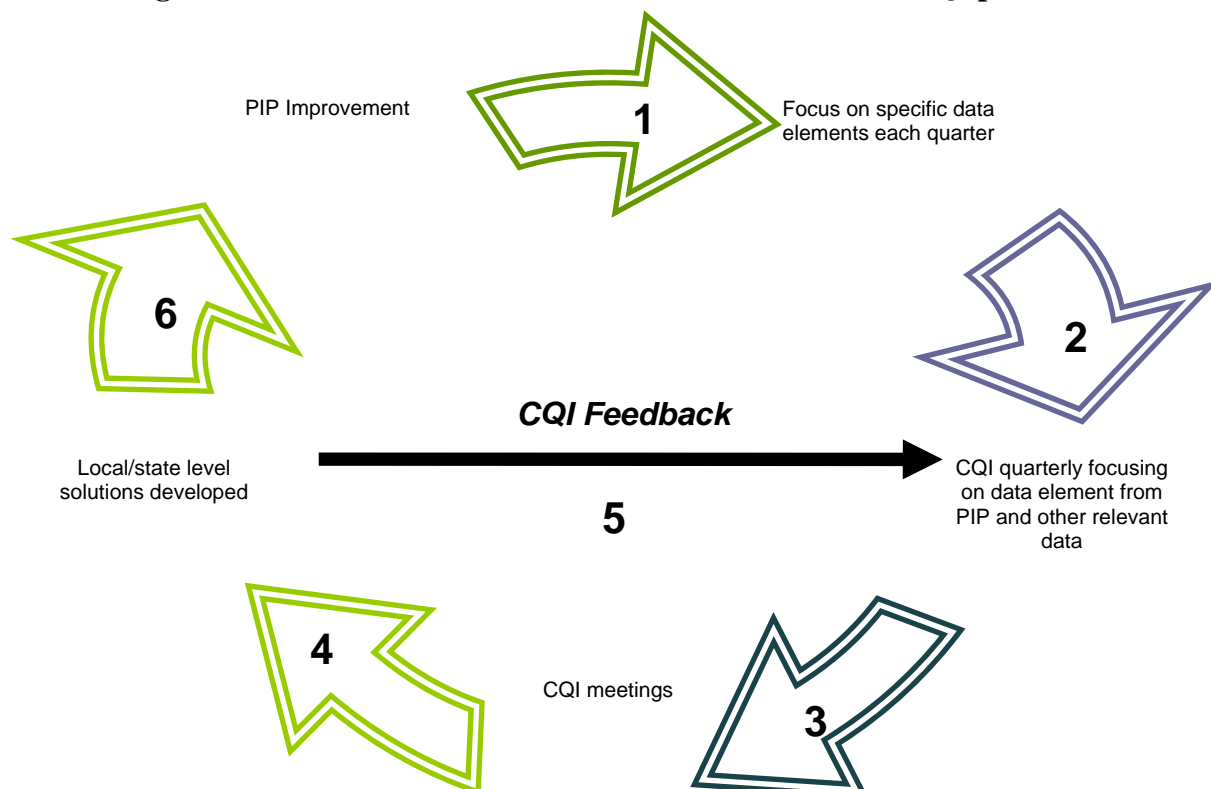 PIP Improvement
1
Focus on specific data
elements each quarter
6
2
CQI Feedback
Local/state level
solutions developed
CQI quarterly focusing
on data element from
PIP and other relevant
data
5
4
CQI meetings
3